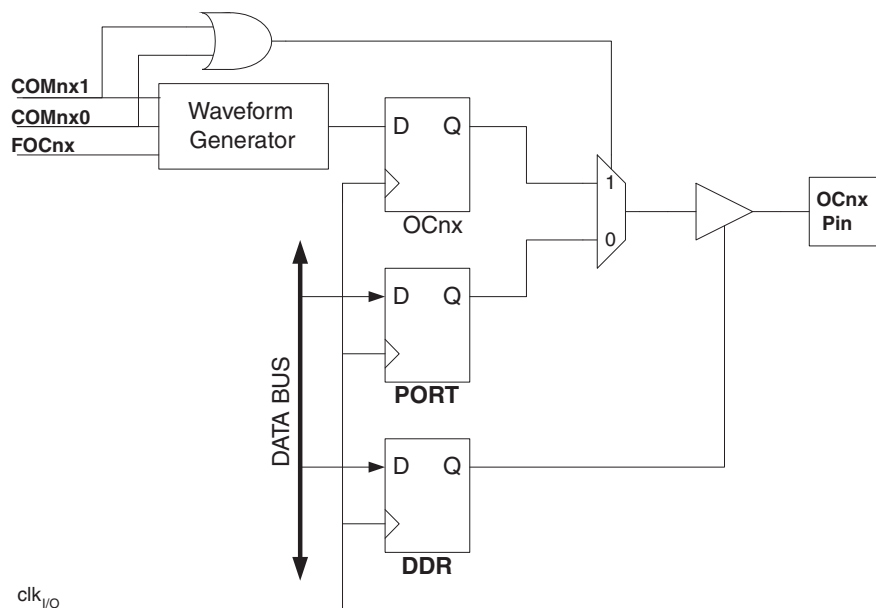 COMnx1
COMnx0
FOCnx
Waveform
Generator
D Q
OCnx
1
0
OCnx
Pin
D Q
PORT
DATA BUS
D Q
DDR
clkI/O